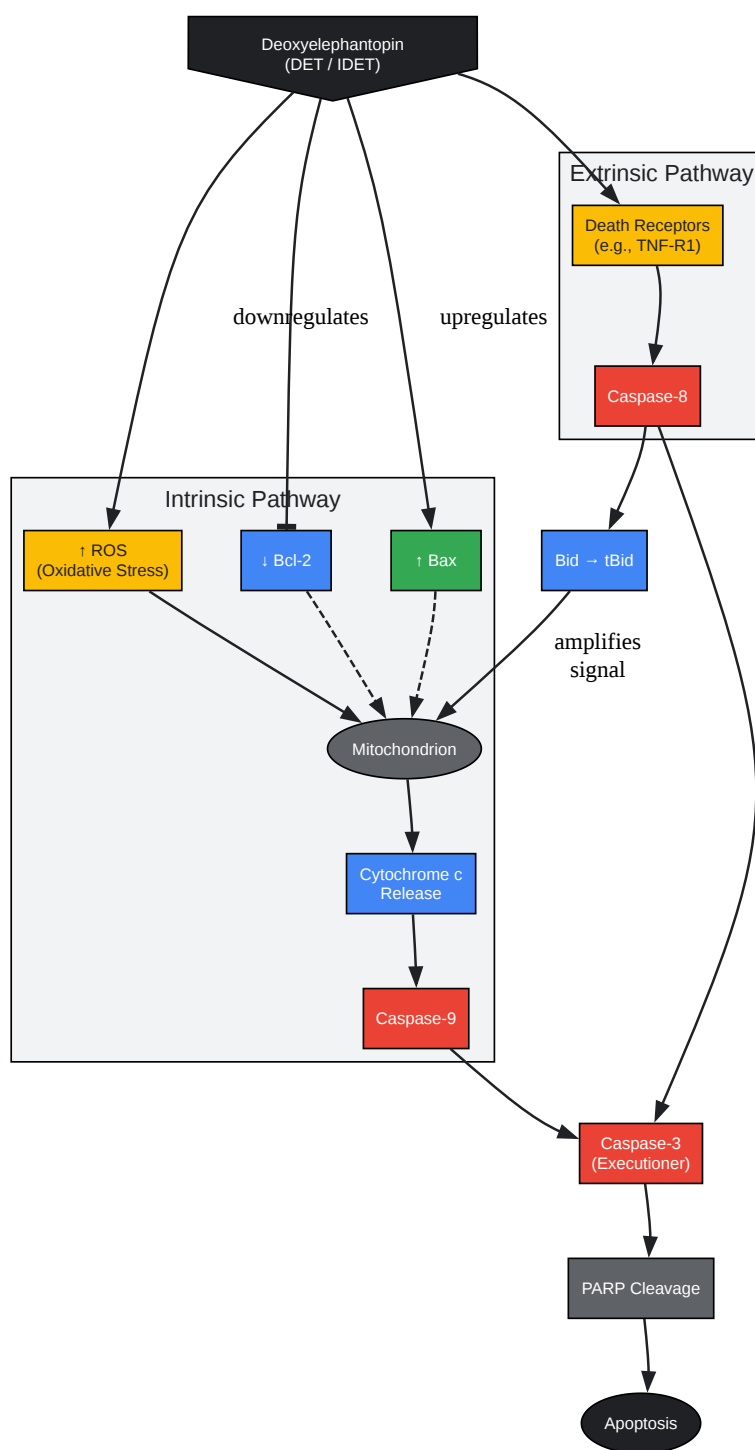 Deoxyelephantopin
(DET / IDET)
Extrinsic Pathway
Death Receptors
(e.g., TNF-R1)
downregulates
upregulates
Caspase-8
Intrinsic Pathway
↑ ROS
(Oxidative Stress)
↓ Bcl-2
↑ Bax
Bid → tBid
amplifies
signal
Mitochondrion
Cytochrome c
Release
Caspase-9
Caspase-3
(Executioner)
PARP Cleavage
Apoptosis